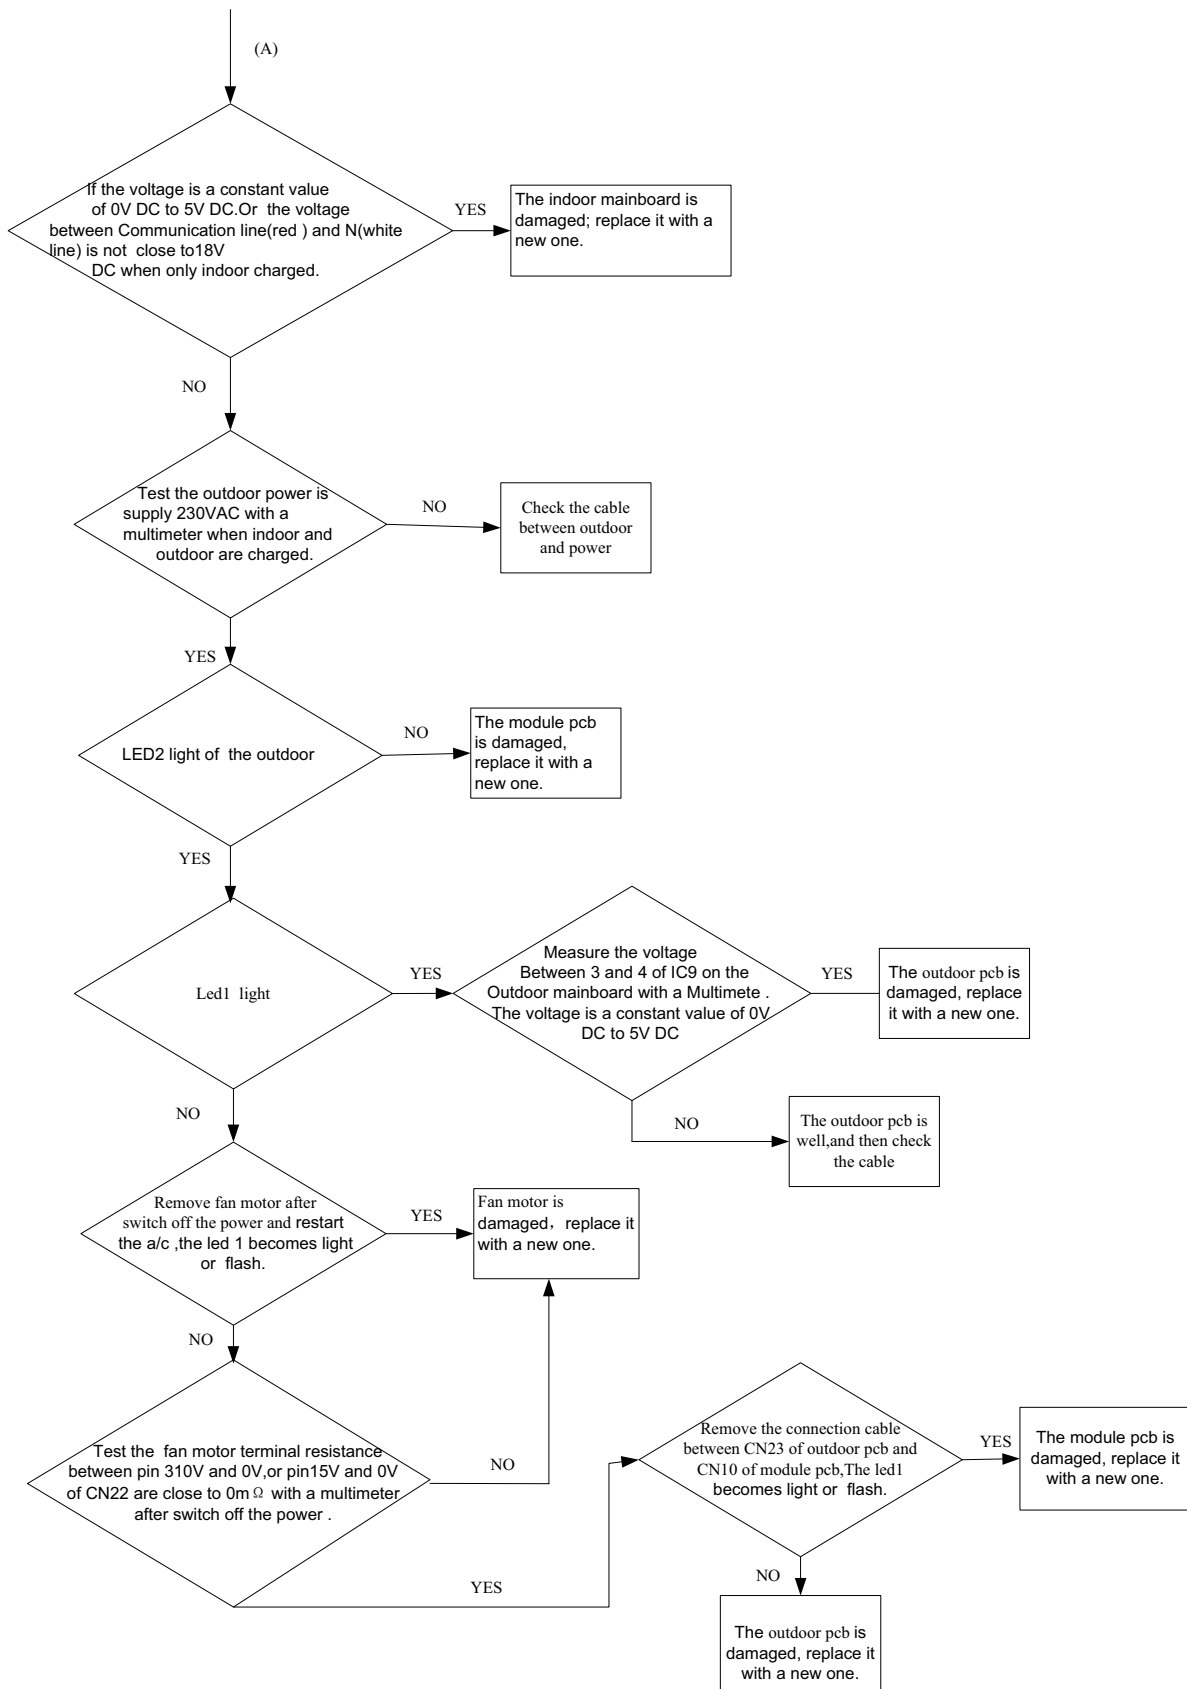 (A)
If the voltage is a constant value
of 0V DC to 5V DC.Or the voltage
between Communication line(red ) and N(white
line) is not close to18V
DC when only indoor charged.
YES
The indoor mainboard is
damaged; replace it with a
new one.
NO
Test the outdoor power is
supply 230VAC with a
multimeter when indoor and
outdoor are charged.
NO
Check the cable
between outdoor
and power
YES
LED2 light of the outdoor
NO
The module pcb
is damaged,
replace it with a
new one.
YES
Led1 light
YES
Measure the voltage
Between 3 and 4 of IC9 on the
Outdoor mainboard with a Multimete .
The voltage is a constant value of 0V
DC to 5V DC
YES
The outdoor pcb is
damaged, replace
it with a new one.
NO
The outdoor pcb is
well,and then check
the cable
NO
Remove fan motor after
switch off the power and restart
the a/c ,the led 1 becomes light
or flash.
YES
Fan motor is
damaged，replace it
with a new one.
NO
Test the fan motor terminal resistance
between pin 310V and 0V,or pin15V and 0V
of CN22 are close to 0mΩ with a multimeter
after switch off the power .
NO
YES
Remove the connection cable
between CN23 of outdoor pcb and
CN10 of module pcb,The led1
becomes light or flash.
YES
The module pcb is
damaged, replace it
with a new one.
NO
The outdoor pcb is
damaged, replace it
with a new one.